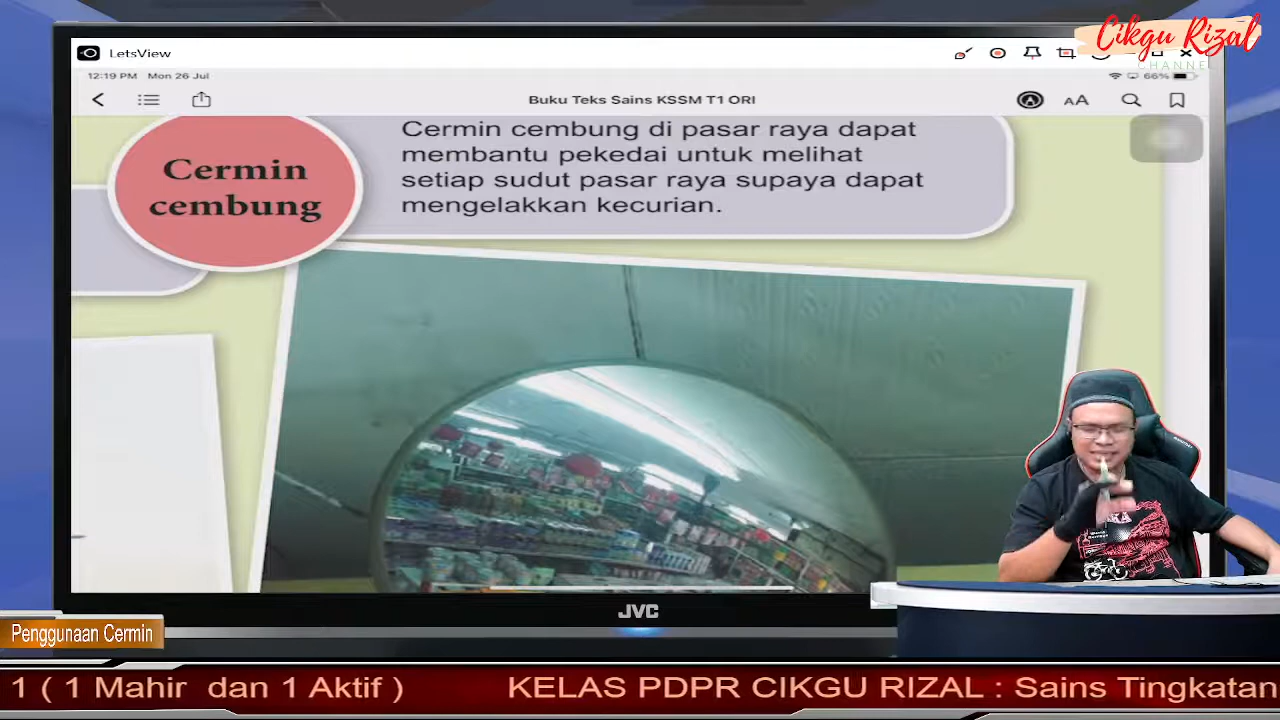 Cikgu Rizal
CHANNE
LetsView
12:19 PM Mon 26 Jul
66%
Buku Teks Sains KSSM T1 ORI
AA
Cermin
cembung
Cermin cembung di pasar raya dapat
membantu pekedai untuk melihat
setiap sudut pasar raya supaya dapat
mengelakkan kecurian.
JVC
Penggunaan Cermin
1 ( 1 Mahir dan 1 Aktif )
KELAS PDPR CIKGU RIZAL : Sains Tingkatan